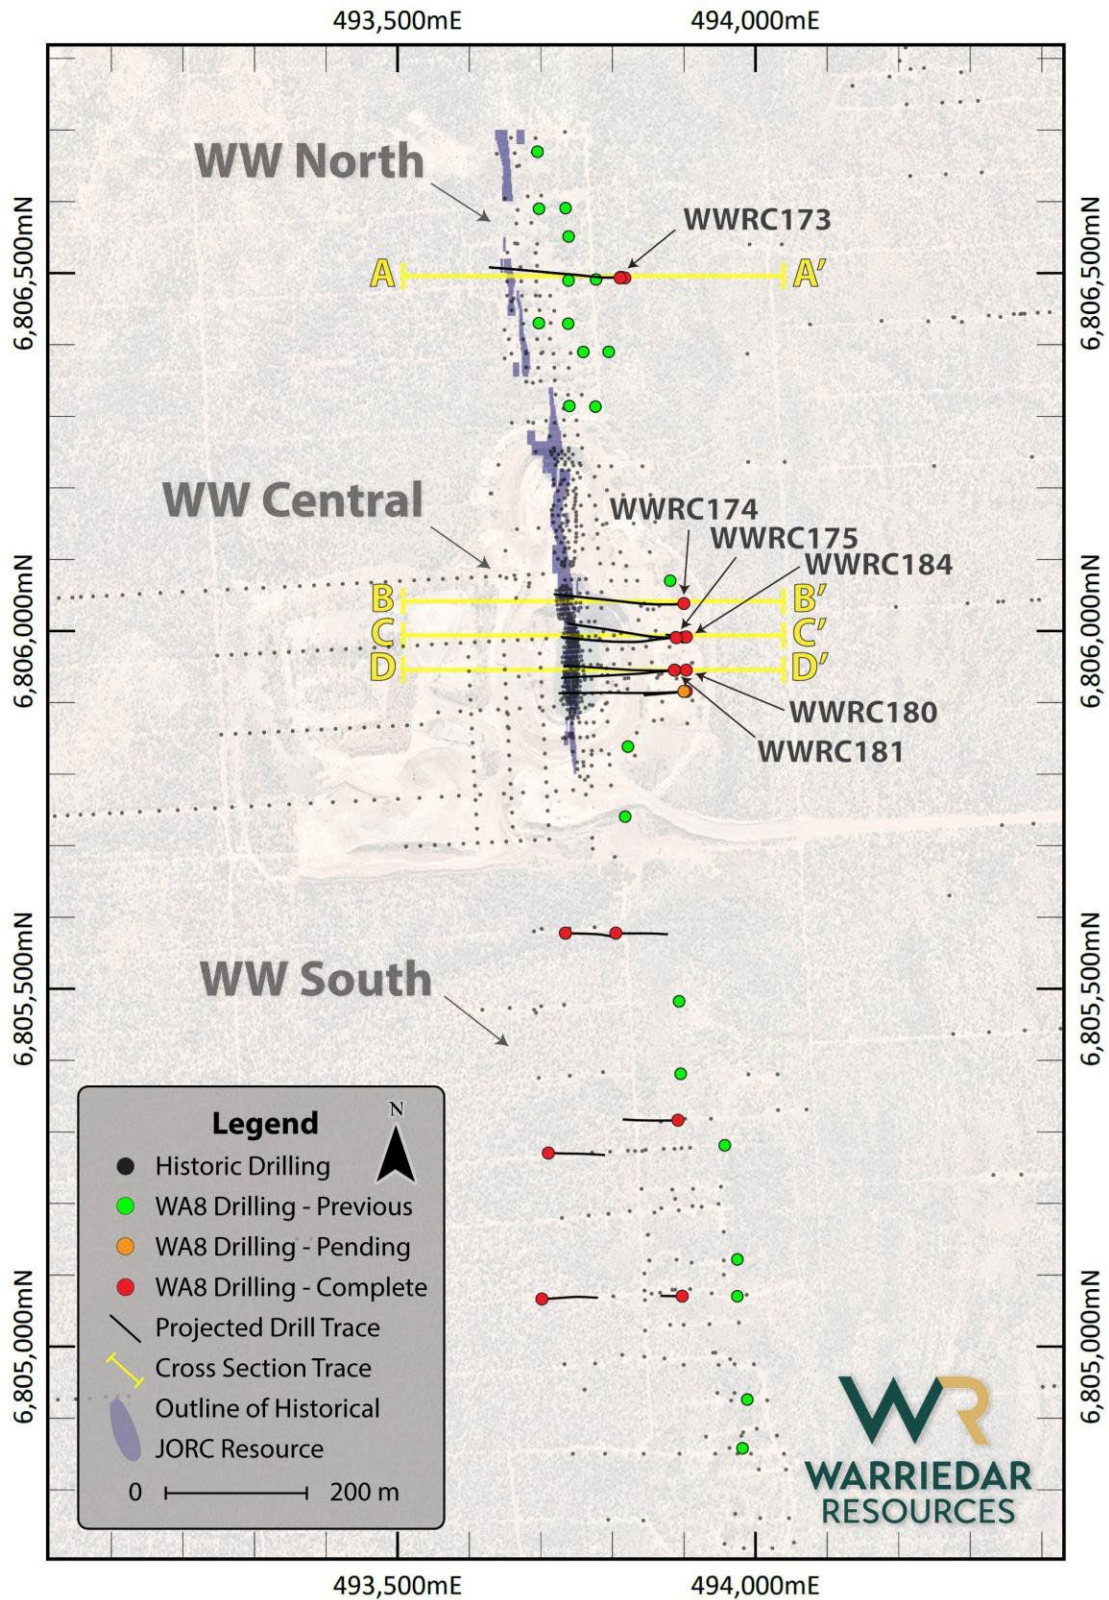 493,500mE
494,000mE
WW North
WWRC173
6,806,500mN
6,806,500mN
A
A′
WW Central
WWRC174
WWRC175
WWRC184
6,806,000mN
6,806,000mN
B
B′
C
C′
D
D′
WWRC180
WWRC181
WW South
6,805,500mN
6,805,500mN
Legend
N
Historic Drilling
WA8 Drilling - Previous
WA8 Drilling - Pending
WA8 Drilling - Complete
Projected Drill Trace
Cross Section Trace
Outline of Historical
JORC Resource
0
200 m
6,805,000mN
6,805,000mN
WR
WARRIEDAR
RESOURCES
493,500mE
494,000mE